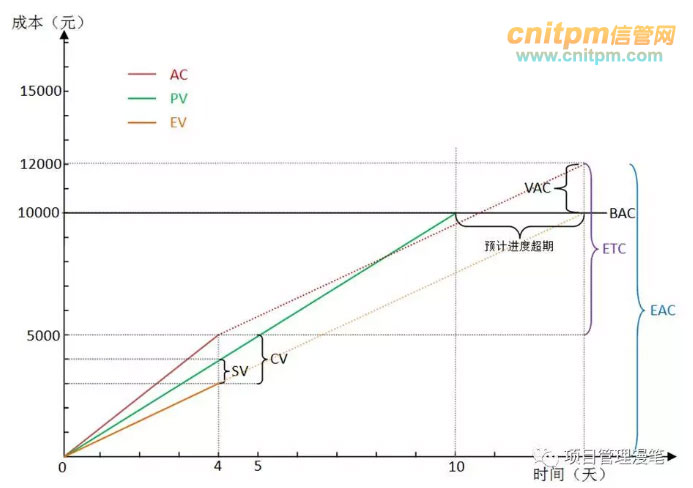 成本（元）
cnitpm信管网
www.cnitpm.com
AC
PV
EV
15000
12000
10000
5000
VAC
BAC
预计进度超期
ETC
EAC
CV
SV
0
4
5
10
时间（天）
项目管理漫笔